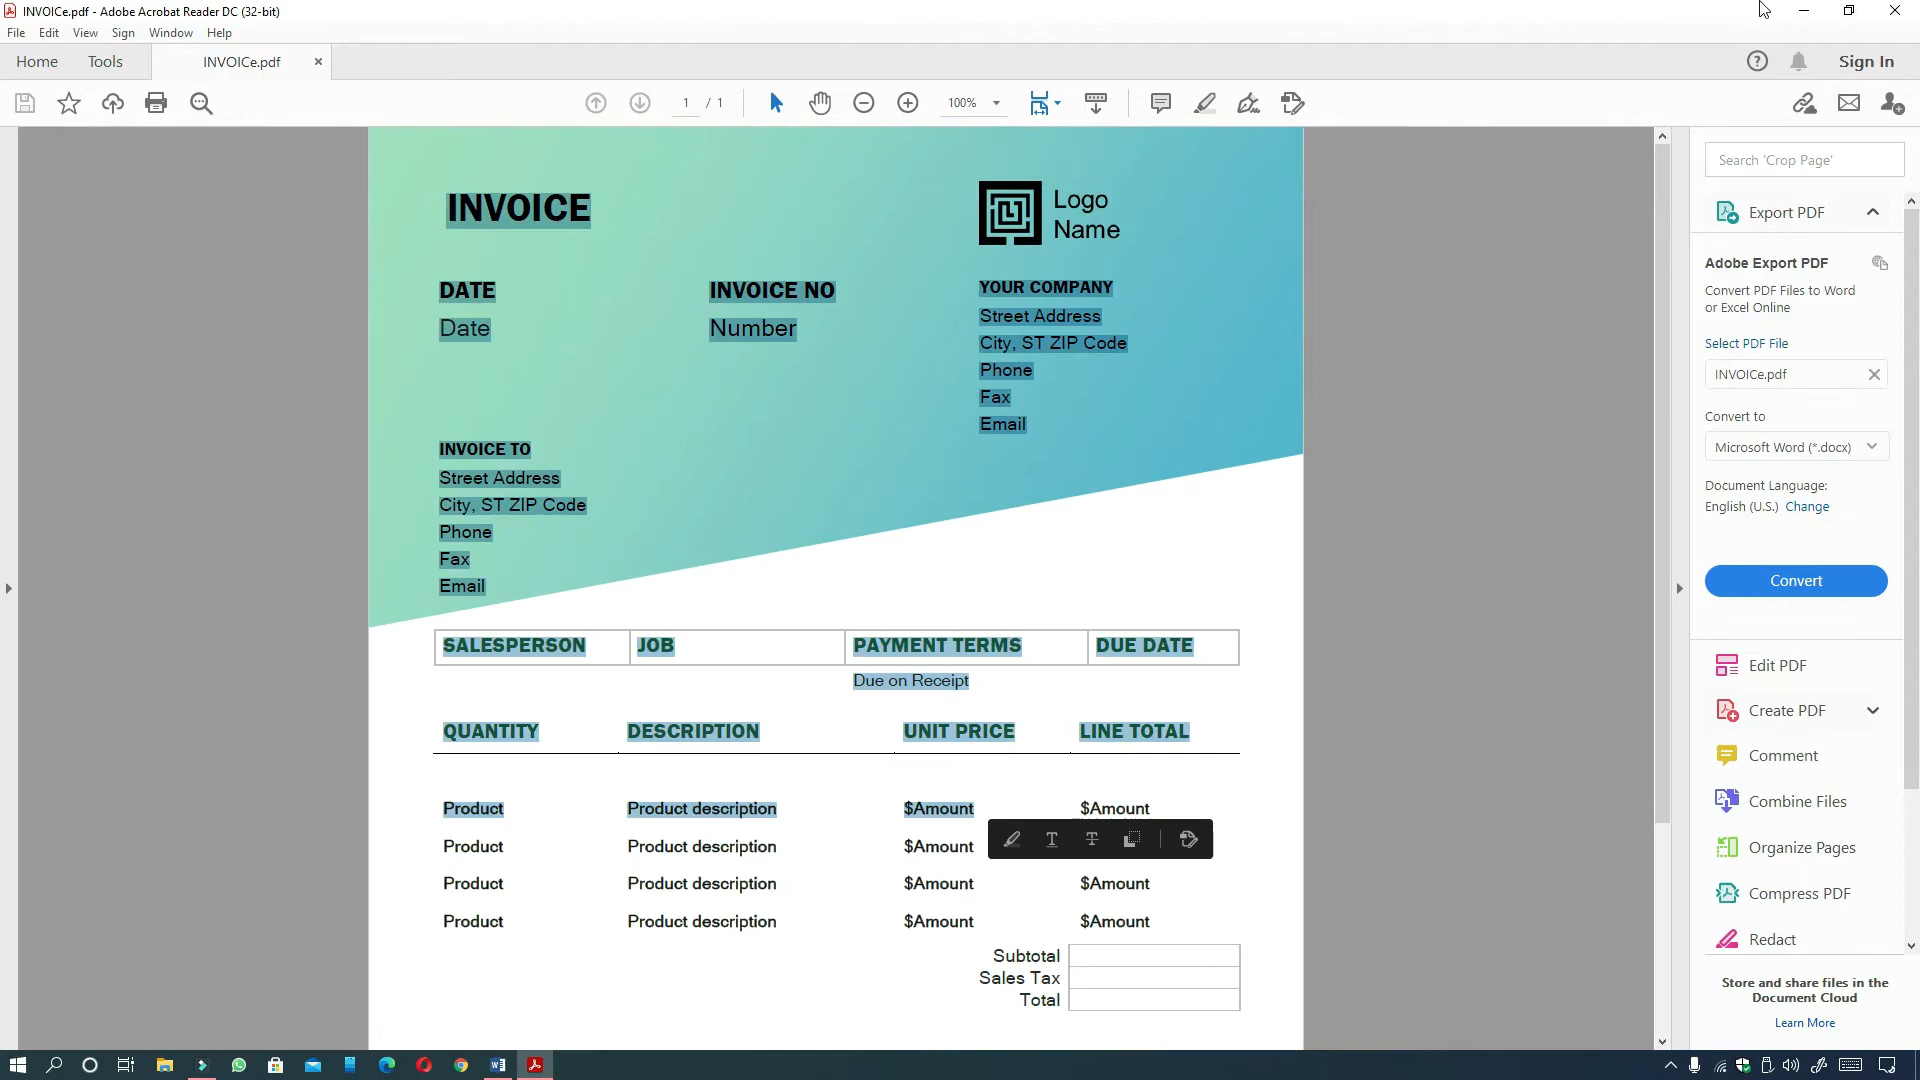 INVOICe.pdf - Adobe Acrobat Reader DC (32-bit)
File Edit View Sign Window Help
Home Tools INVOICe.pdf Sign In
1 / 1 100%
INVOICE
Logo
Name
DATE INVOICE NO YOUR COMPANY
Date Number Street Address
City, ST ZIP Code
Phone
Fax
Email
INVOICE TO
Street Address
City, ST ZIP Code
Phone
Fax
Email
SALESPERSON JOB PAYMENT TERMS DUE DATE
Due on Receipt
QUANTITY DESCRIPTION UNIT PRICE LINE TOTAL
Product Product description $Amount $Amount
Product Product description $Amount
Product Product description $Amount $Amount
Product Product description $Amount $Amount
Subtotal
Sales Tax
Total
Search 'Crop Page'
Export PDF
Adobe Export PDF
Convert PDF Files to Word
or Excel Online
Select PDF File
INVOICe.pdf
Convert to
Microsoft Word (*.docx)
Document Language:
English (U.S.) Change
Convert
Edit PDF
Create PDF
Comment
Combine Files
Organize Pages
Compress PDF
Redact
Store and share files in the
Document Cloud
Learn More